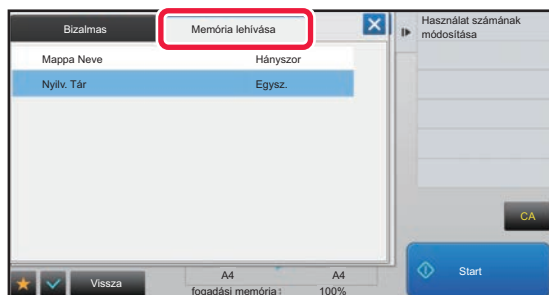 Bizalmas
Memória lehívása
Mappa Neve Hányszor
Nyilv. Tár Egysz.
Használat számának
módosítása
CA
Start
Vissza
A4 A4
fogadási memória: 100%